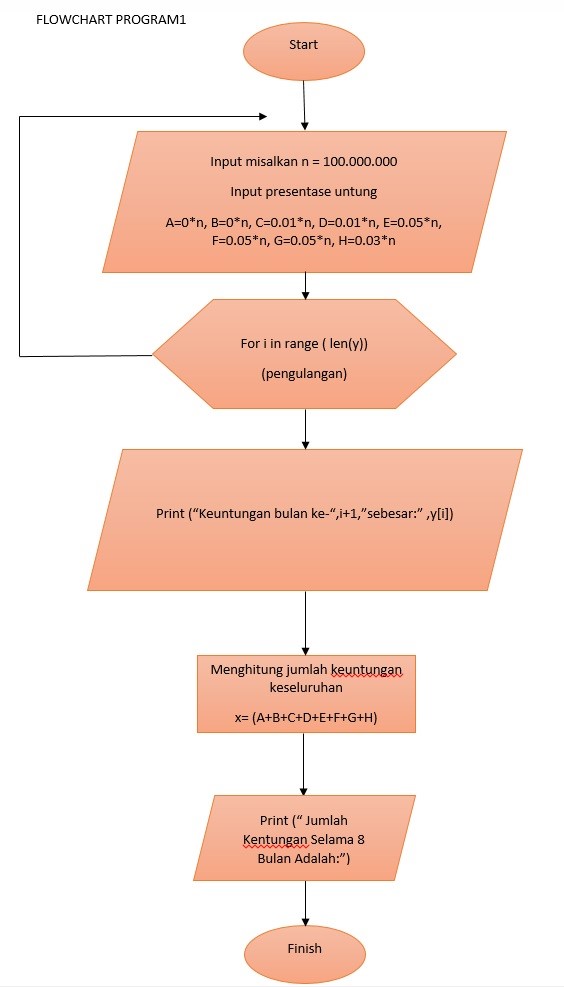 FLOWCHART PROGRAM1
Start
Input misalkan n = 100.000.000
Input presentase untung
A=0*n, B=0*n, C=0.01*n, D=0.01*n, E=0.05*n,
F=0.05*n, G=0.05*n, H=0.03*n
For i in range ( len(y))
(pengulangan)
Print (“Keuntungan bulan ke-“,i+1,”sebesar:” ,y[i])
Menghitung jumlah keuntungan
keseluruhan
x= (A+B+C+D+E+F+G+H)
Print (“ Jumlah
Kentungan Selama 8
Bulan Adalah:”)
Finish